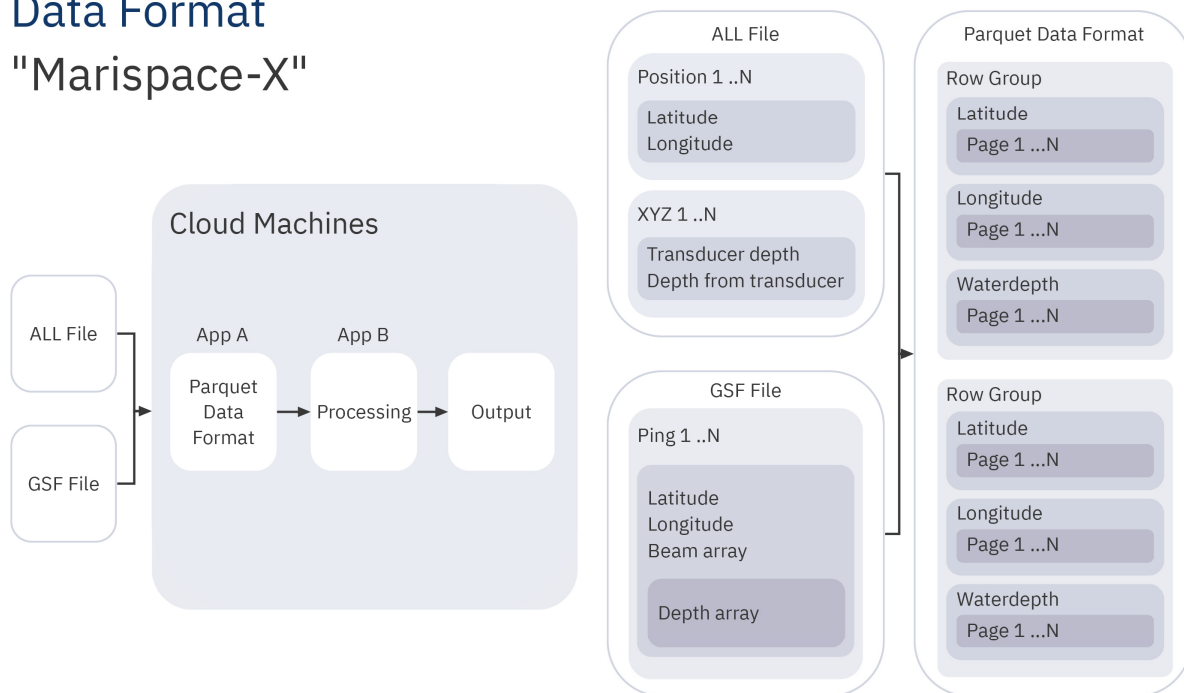 Data Format
"Marispace-X"
Cloud Machines
ALL File
GSF File
App A
Parquet
Data
Format
App B
Processing
Output
ALL File
Position 1 ..N
Latitude
Longitude
XYZ 1 ..N
Transducer depth
Depth from transducer
GSF File
Ping 1 ..N
Latitude
Longitude
Beam array
Depth array
Parquet Data Format
Row Group
Latitude
Page 1 ...N
Longitude
Page 1 ...N
Waterdepth
Page 1 ...N
Row Group
Latitude
Page 1 ...N
Longitude
Page 1 ...N
Waterdepth
Page 1 ...N